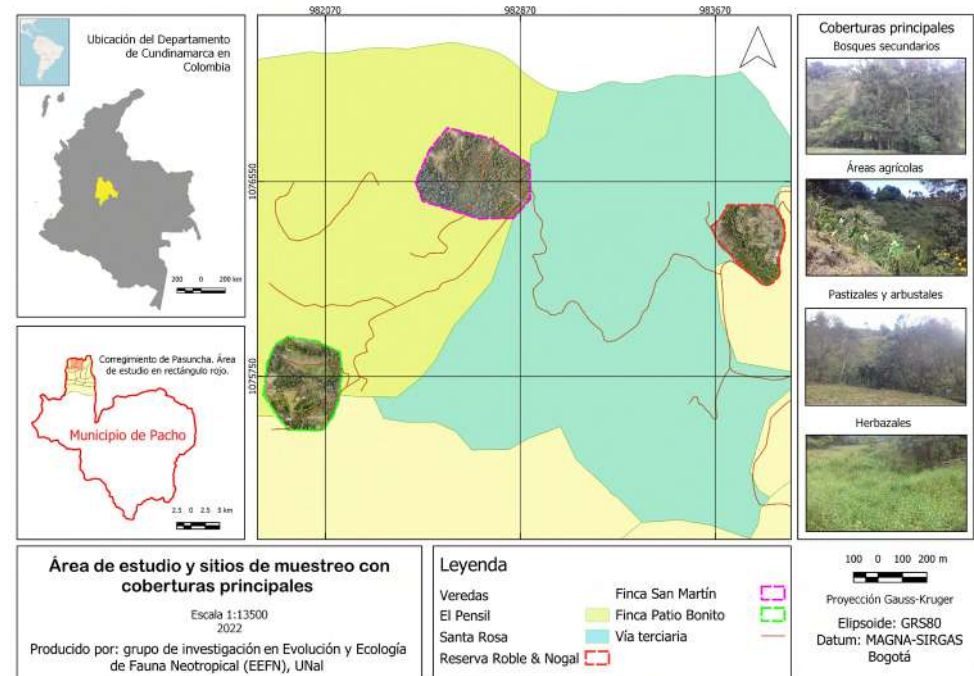 Ubicación del Departamento
de Cundinamarca en
Colombia
200 0 200 km
Corregimiento de Pasuncha. Área
de estudio en rectángulo rojo.
Municipio de Pacho
2.5 0 2.5 5 km
982070 982870 983670
1076550
1075750
Coberturas principales
Bosques secundarios
Áreas agrícolas
Pastizales y arbustales
Herbazales
Área de estudio y sitios de muestreo con
coberturas principales
Escala 1:13500
2022
Producido por: grupo de investigación en Evolución y Ecología
de Fauna Neotropical (EEFN), UNal
Leyenda
Veredas
El Pensil
Santa Rosa
Reserva Roble & Nogal
Finca San Martín
Finca Patio Bonito
Vía terciaria
100 0 100 200 m
Proyección Gauss-Kruger
Elipsoide: GRS80
Datum: MAGNA-SIRGAS
Bogotá